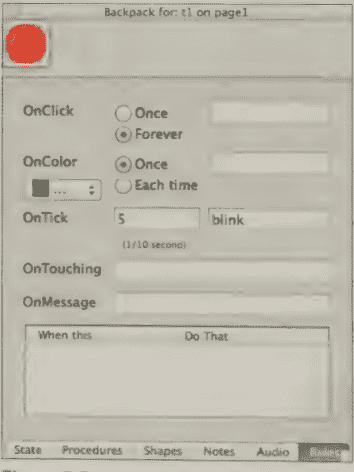 Backpack for: t1 on page1
OnClick Once
Forever
OnColor Once
... Each time
OnTick 5 blink
(1/10 second)
OnTouching
OnMessage
When this Do That
State Procedures Shapes Notes Audio Rules